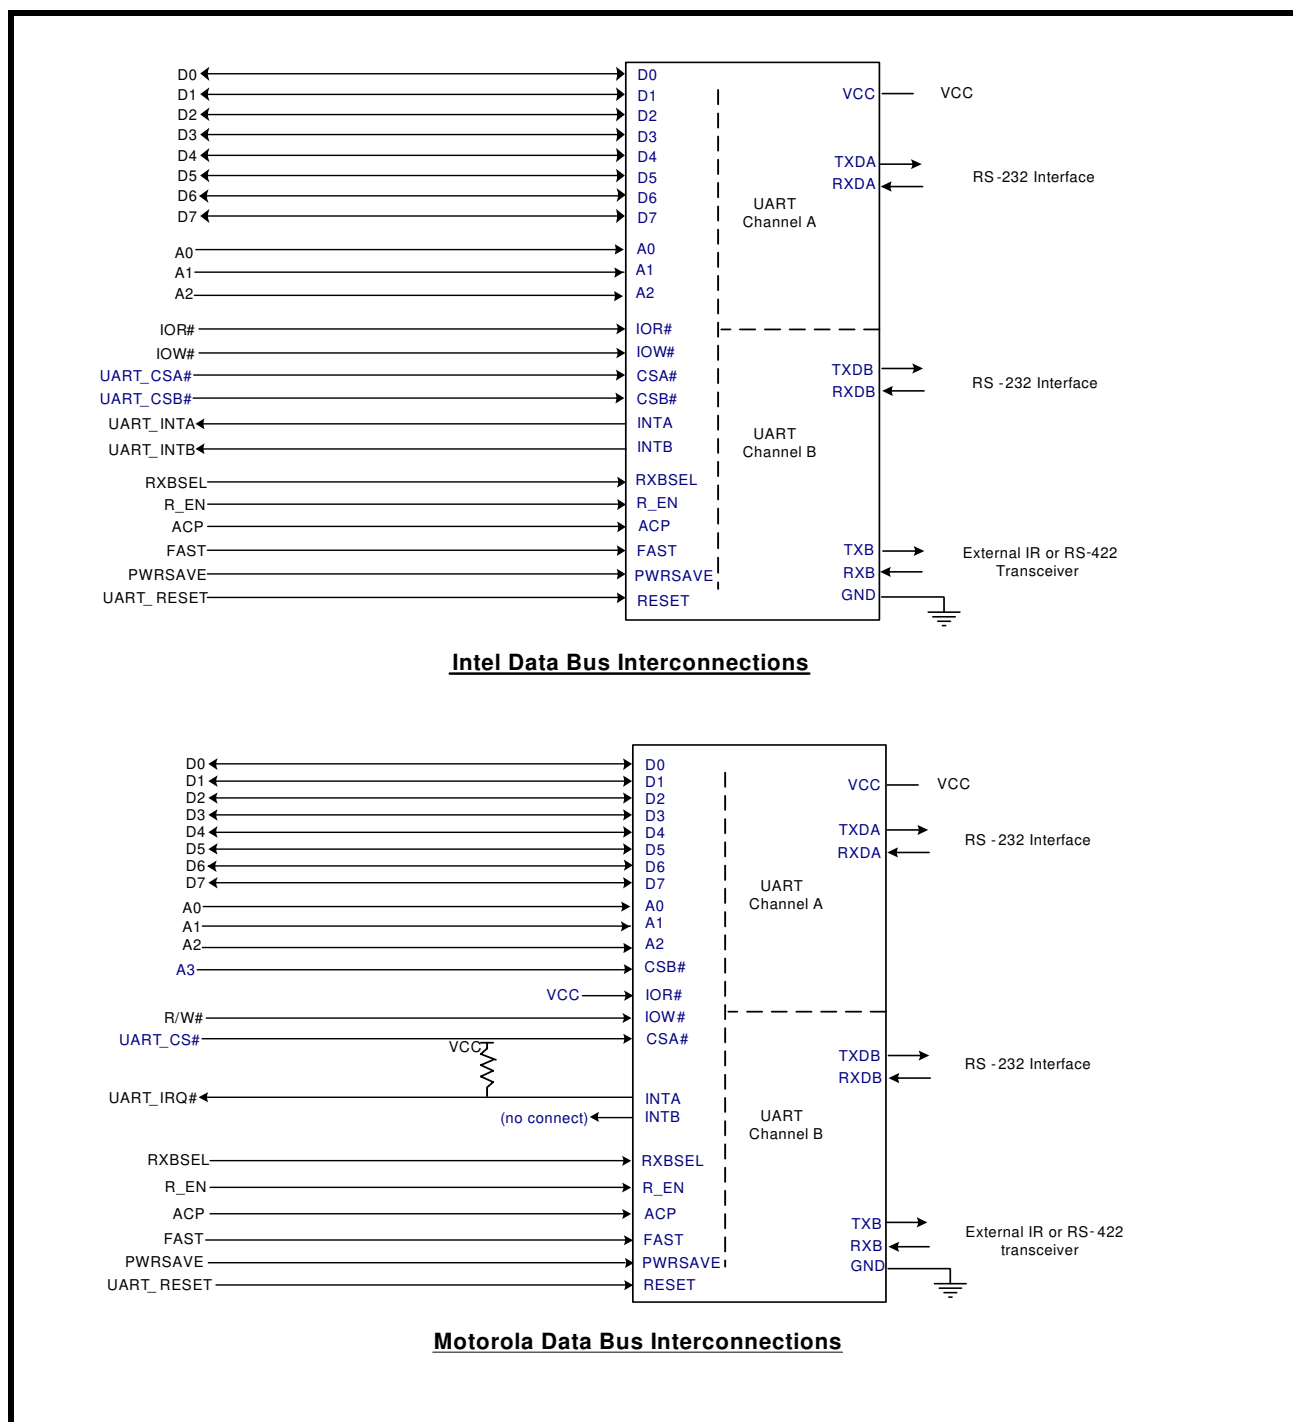 D0 D0
D1 D1
D2 D2
D3 D3
D4 D4
D5 D5
D6 D6
D7 D7
A0 A0
A1 A1
A2 A2
IOR# IOR#
IOW# IOW#
UART_CSA# CSA#
UART_CSB# CSB#
UART_INTA INTA
UART_INTB INTB
RXBSEL RXBSEL
R_EN R_EN
ACP ACP
FAST FAST
PWRSAVE PWRSAVE
UART_RESET RESET
UART
Channel A
UART
Channel B
VCC VCC
TXDA
RXDA
RS-232 Interface
TXDB
RXDB
RS-232 Interface
TXB
RXB
External IR or RS-422
Transceiver
GND
Intel Data Bus Interconnections
D0 D0
D1 D1
D2 D2
D3 D3
D4 D4
D5 D5
D6 D6
D7 D7
A0 A0
A1 A1
A2 A2
A3 CSB#
VCC IOR#
R/W# IOW#
UART_CS# CSA#
VCC
UART_IRQ# INTA
(no connect) INTB
RXBSEL RXBSEL
R_EN R_EN
ACP ACP
FAST FAST
PWRSAVE PWRSAVE
UART_RESET RESET
UART
Channel A
UART
Channel B
VCC VCC
TXDA
RXDA
RS-232 Interface
TXDB
RXDB
RS-232 Interface
TXB
RXB
External IR or RS-422
transceiver
GND
Motorola Data Bus Interconnections